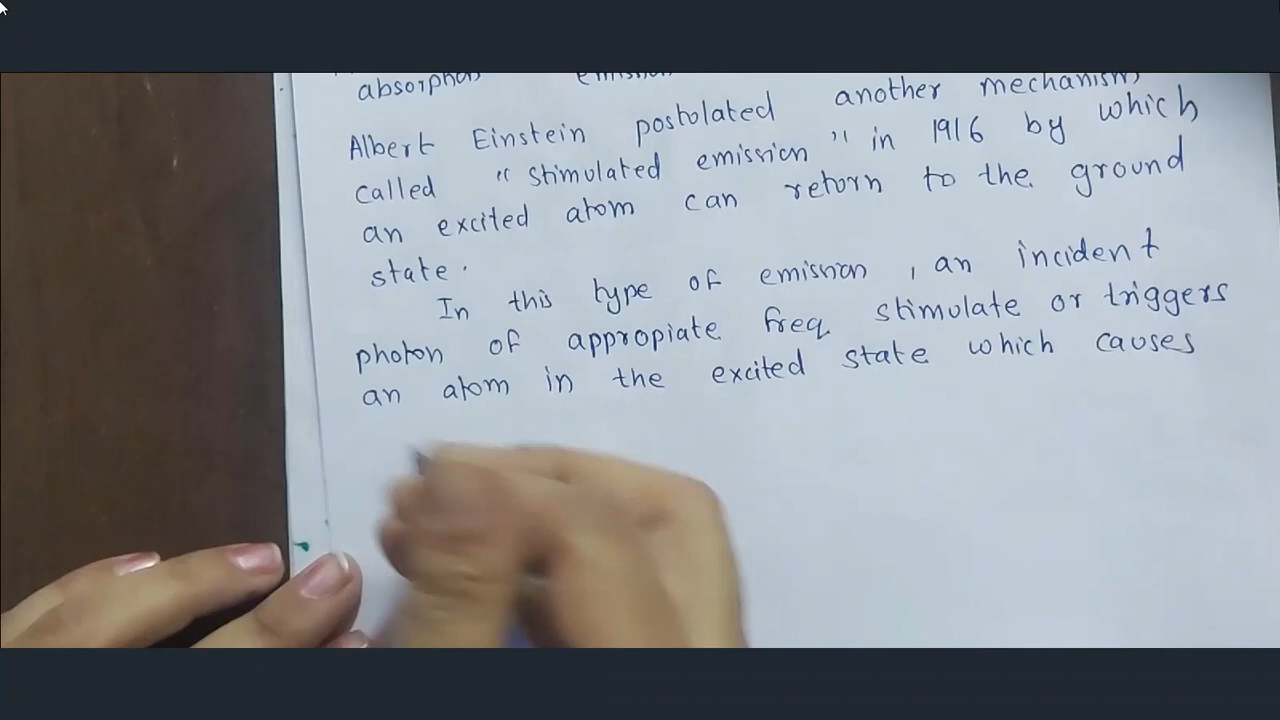 absorption emission
Albert Einstein postolated another mechanism
called "stimulated emission" in 1916 by which
an excited atom can return to the ground
state.
In this type of emission, an incident
photon of appropiate freq stimulate or triggers
an atom in the excited state which causes